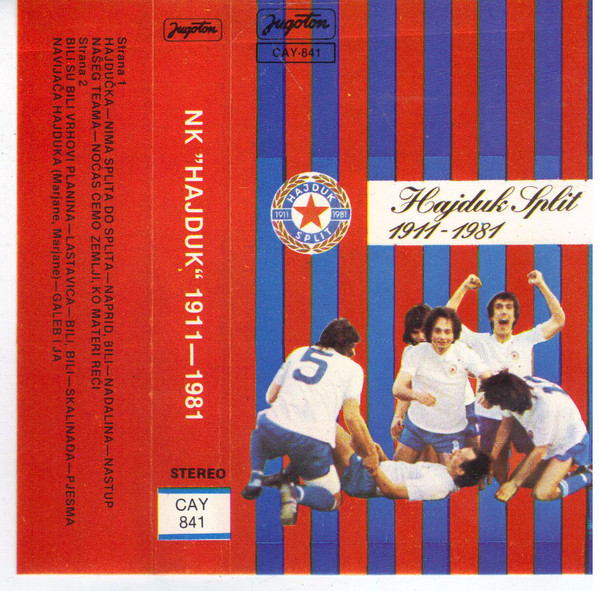 Strana 1
HAJDUČKA—NIMA SPLITA DO SPLITA—NAPRID, BILI—NADALINA—NASTUP
NAŠEG TEAMA—NOĆAS ĆEMO ZEMLJI, KO MATERI REĆI
Strana 2
BILI SU BILI VRHOVI PLANINA—LASTAVICA—BILI, BILI—SKALINADA—PJESMA
NAVIJAČA HAJDUKA (Marjane, Marjane)—GALEB I JA
Jugoton
NK "HAJDUK" 1911—1981
STEREO
CAY
841
Jugoton
CAY-841
HAJDUK
1911 1981
SPLIT
Hajduk Split
1911-1981
5